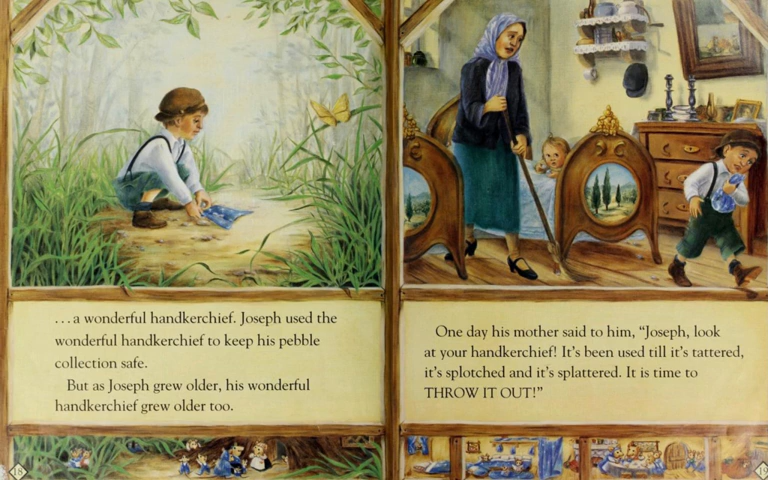 ...a wonderful handkerchief. Joseph used the
wonderful handkerchief to keep his pebble
collection safe.
But as Joseph grew older, his wonderful
handkerchief grew older too.
18
One day his mother said to him, “Joseph, look
at your handkerchief! It's been used till it's tattered,
it's splotched and it's splattered. It is time to
THROW IT OUT!”
19